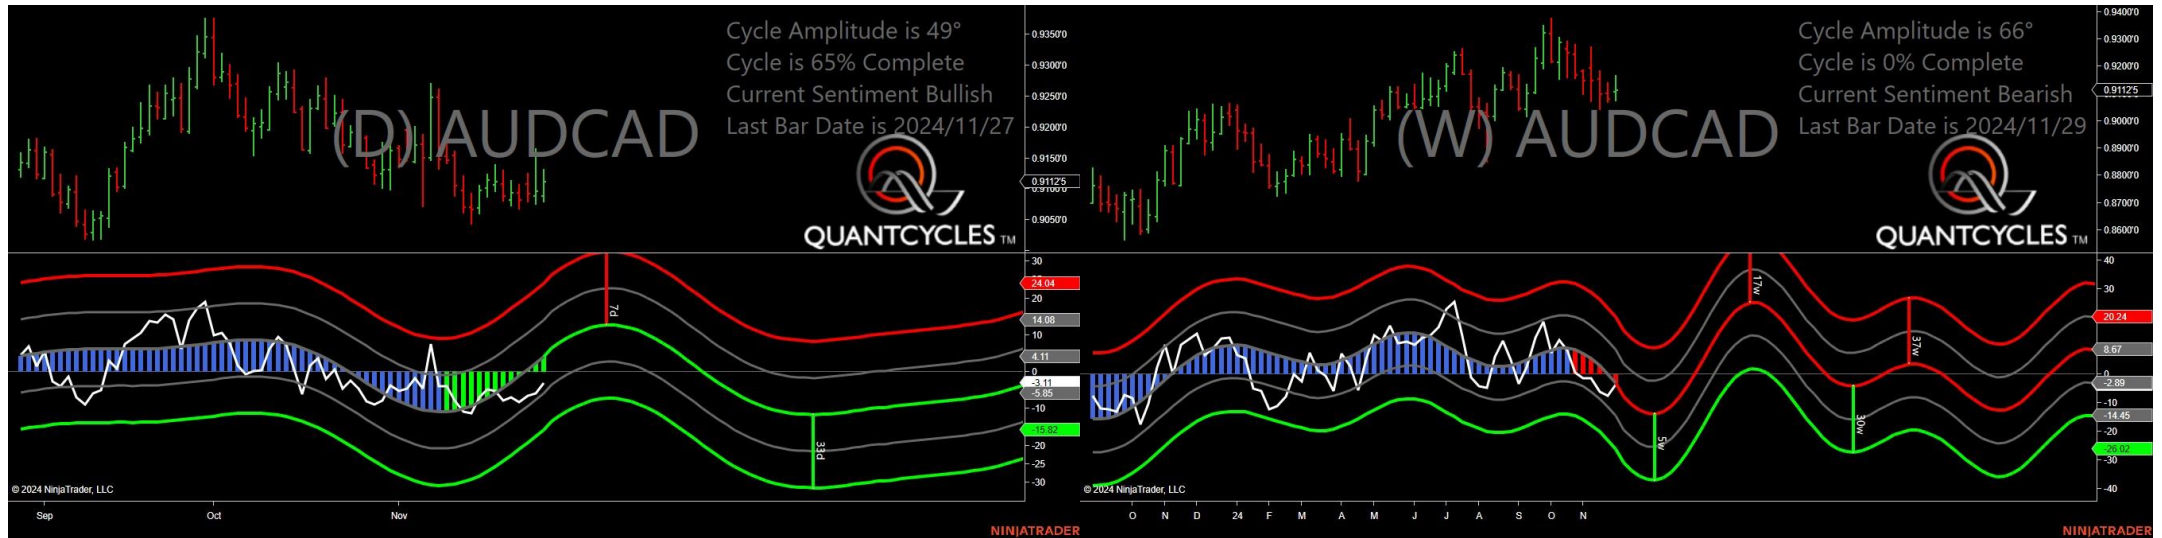 Cycle Amplitude is 49°
Cycle is 65% Complete
Current Sentiment Bullish
Last Bar Date is 2024/11/27
(D) AUDCAD
QUANTCYCLES TM
0.9350'0
0.9300'0
0.9250'0
0.9200'0
0.9150'0
0.9112'5
0.9100'0
0.9050'0
30
24.04
20
14.08
10
4.11
0
-3.11
-5.85
-10
-15.82
-20
-25
-30
7d
33d
© 2024 NinjaTrader, LLC
Sep
Oct
Nov
NINJATRADER
Cycle Amplitude is 66°
Cycle is 0% Complete
Current Sentiment Bearish
Last Bar Date is 2024/11/29
(W) AUDCAD
QUANTCYCLES TM
0.9400'0
0.9300'0
0.9200'0
0.9112'5
0.9000'0
0.8900'0
0.8800'0
0.8700'0
0.8600'0
40
30
20.24
8.67
0
-2.89
-10
-14.45
-20
-26.02
-30
-40
17w
37w
5w
30w
© 2024 NinjaTrader, LLC
O N D 24 F M A M J J A S O N
NINJATRADER